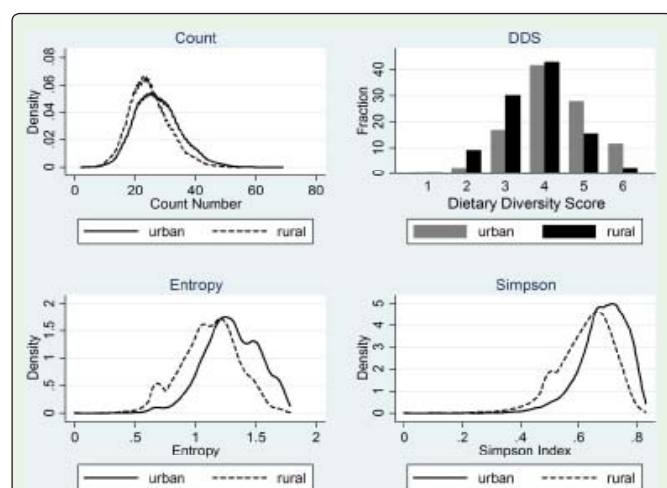 Count
Density
0 .02 .04 .06 .08
0 20 40 60 80
Count Number
urban rural
DDS
Fraction
0 10 20 30 40
1 2 3 4 5 6
Dietary Diversity Score
urban rural
Entropy
Density
0 .5 1 1.5 2
0 .5 1 1.5 2
Entropy
urban rural
Simpson
Density
0 1 2 3 4 5
0 .2 .4 .6 .8
Simpson Index
urban rural